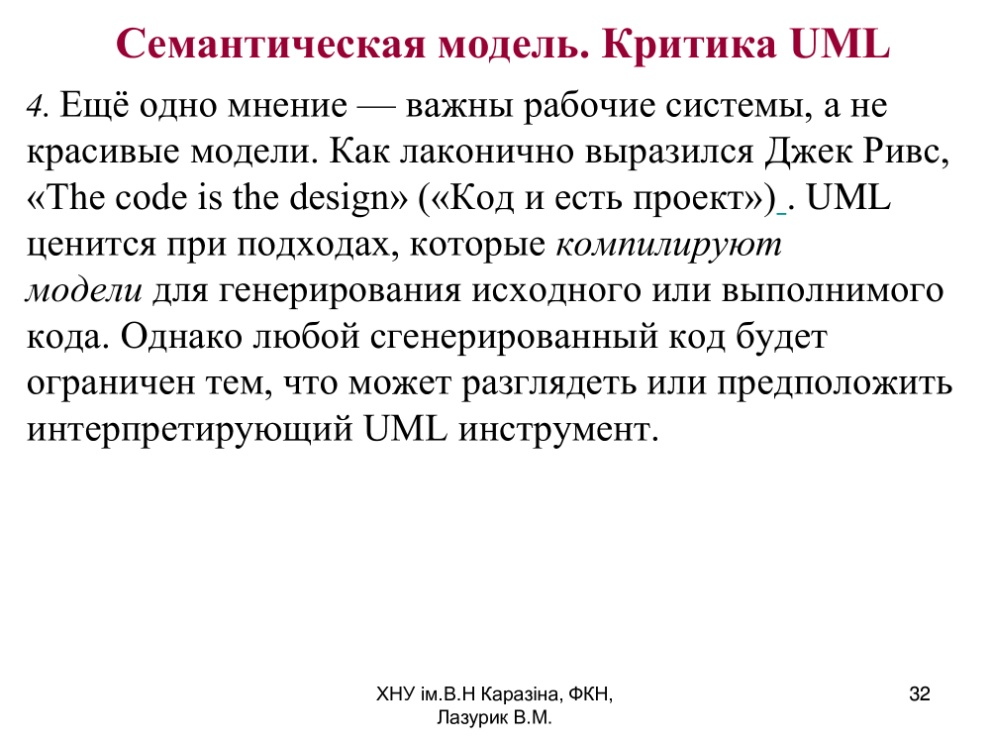 Семантическая модель. Критика UML
4. Ещё одно мнение — важны рабочие системы, а не
красивые модели. Как лаконично выразился Джек Ривс,
«The code is the design» («Код и есть проект») . UML
ценится при подходах, которые компилируют
модели для генерирования исходного или выполнимого
кода. Однако любой сгенерированный код будет
ограничен тем, что может разглядеть или предположить
интерпретирующий UML инструмент.
ХНУ ім.В.Н Каразіна, ФКН,
Лазурик В.М.
32